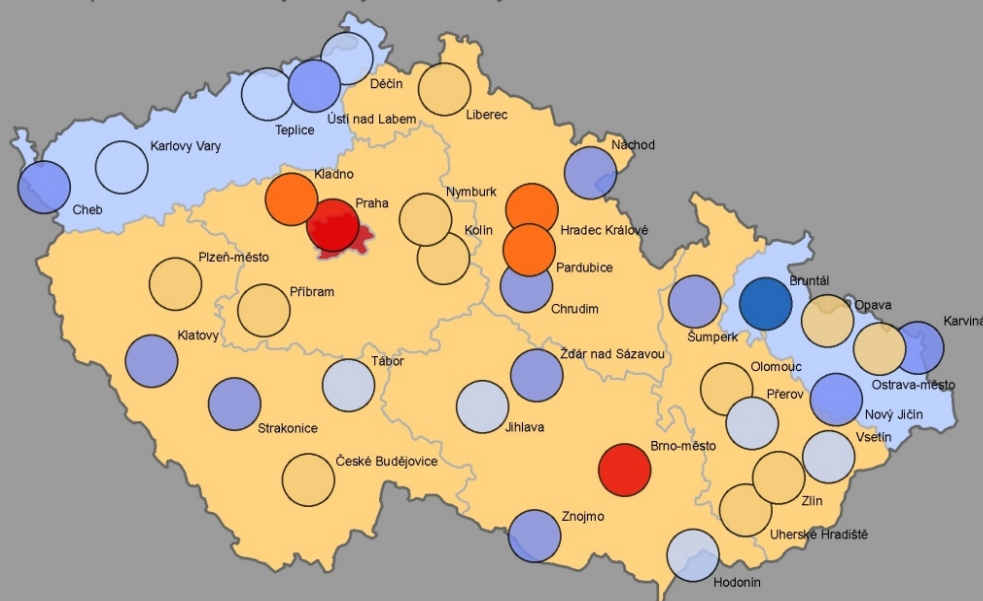 Děčín
Liberec
Teplice
Ústí nad Labem
Karlovy Vary
Náchod
Cheb
Kladno
Praha
Nymburk
Kolín
Hradec Králové
Plzeň-město
Pardubice
Příbram
Chrudim
Bruntál
Opava
Karviná
Klatovy
Šumperk
Tábor
Žďár nad Sázavou
Olomouc
Ostrava-město
Přerov
Nový Jičín
Strakonice
Jihlava
Vsetín
Brno-město
České Budějovice
Zlín
Znojmo
Uherské Hradiště
Hodonín